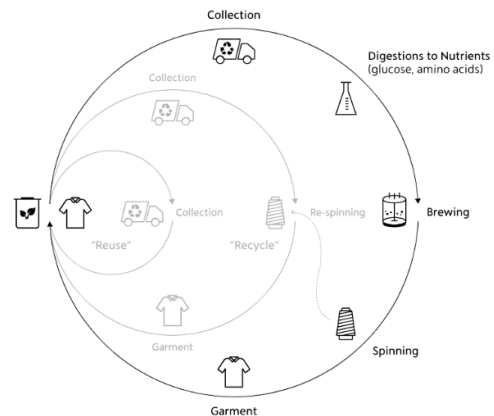 Collection
Digestions to Nutrients
(glucose, amino acids)
Collection
Collection
Re-spinning
Brewing
"Reuse"
"Recycle"
Garment
Spinning
Garment